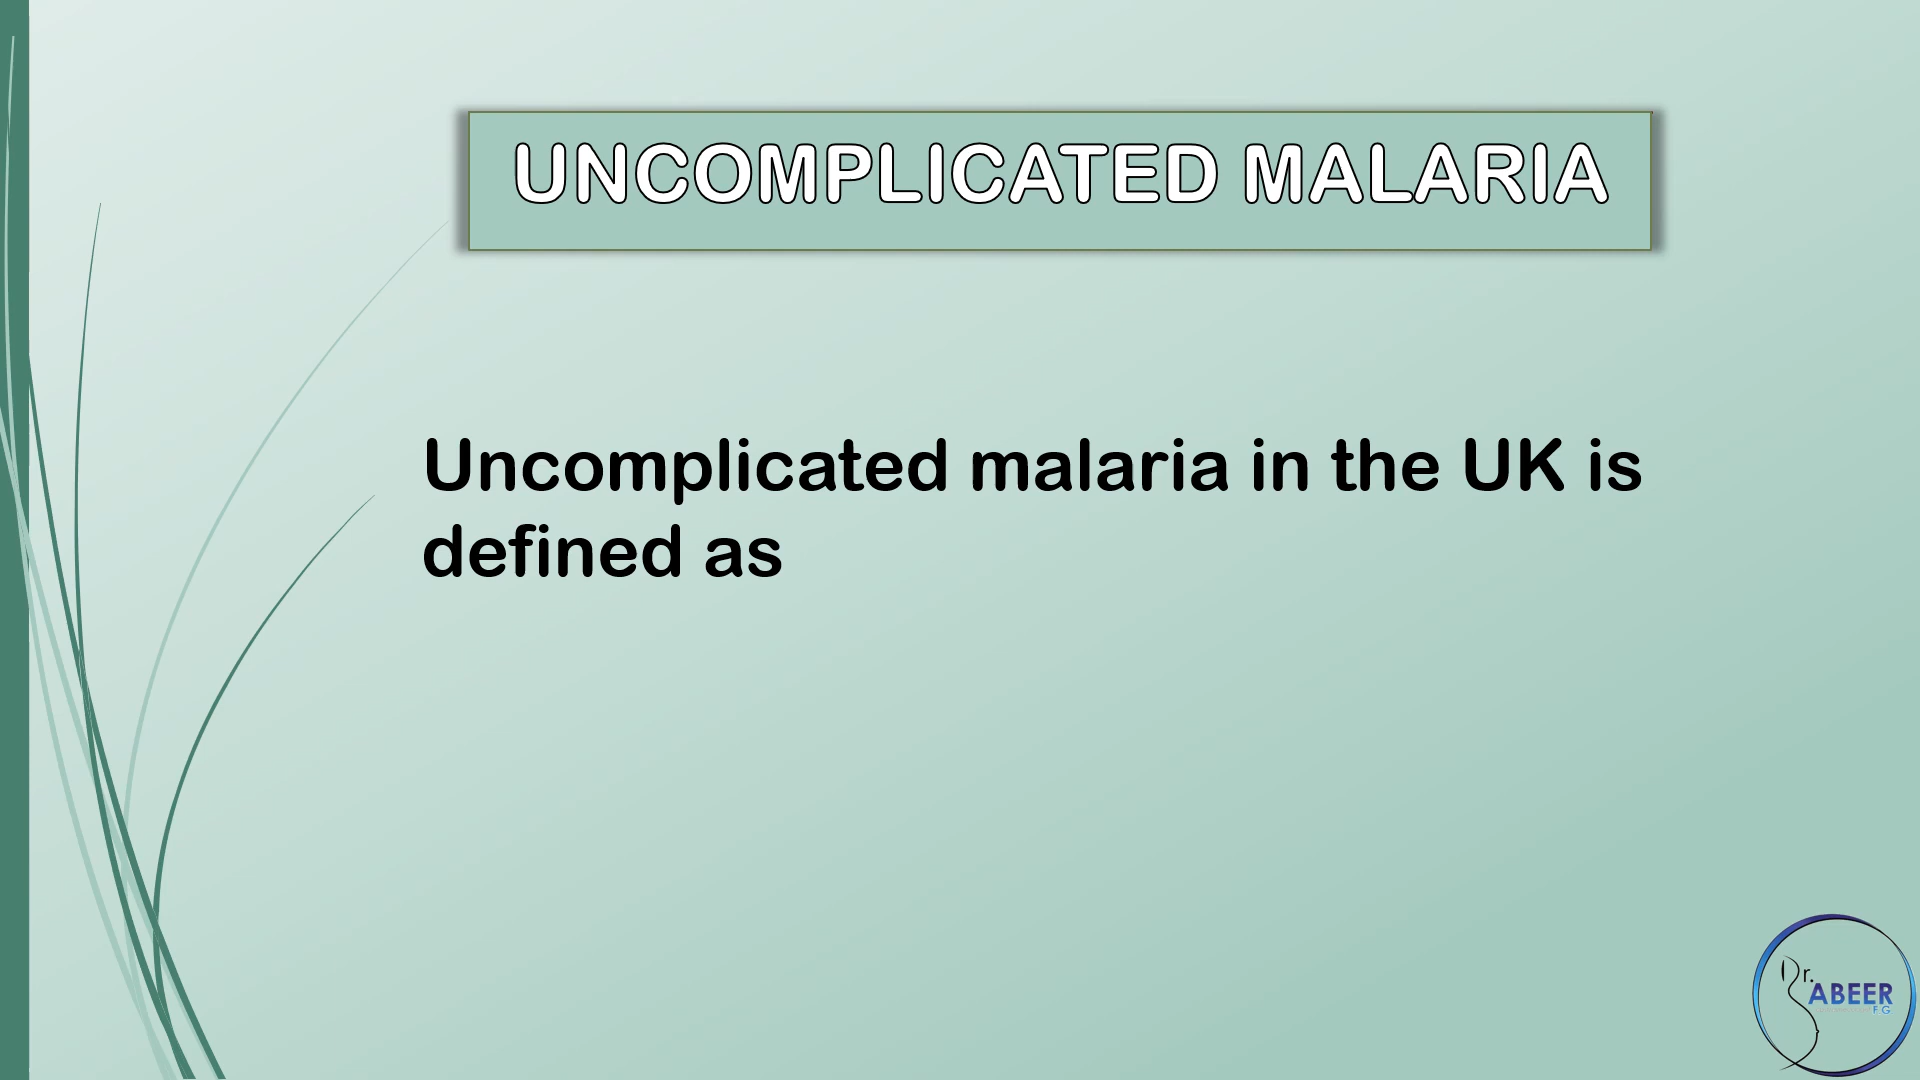 UNCOMPLICATED MALARIA
Uncomplicated malaria in the UK is
defined as
Dr.
ABEER
F.G